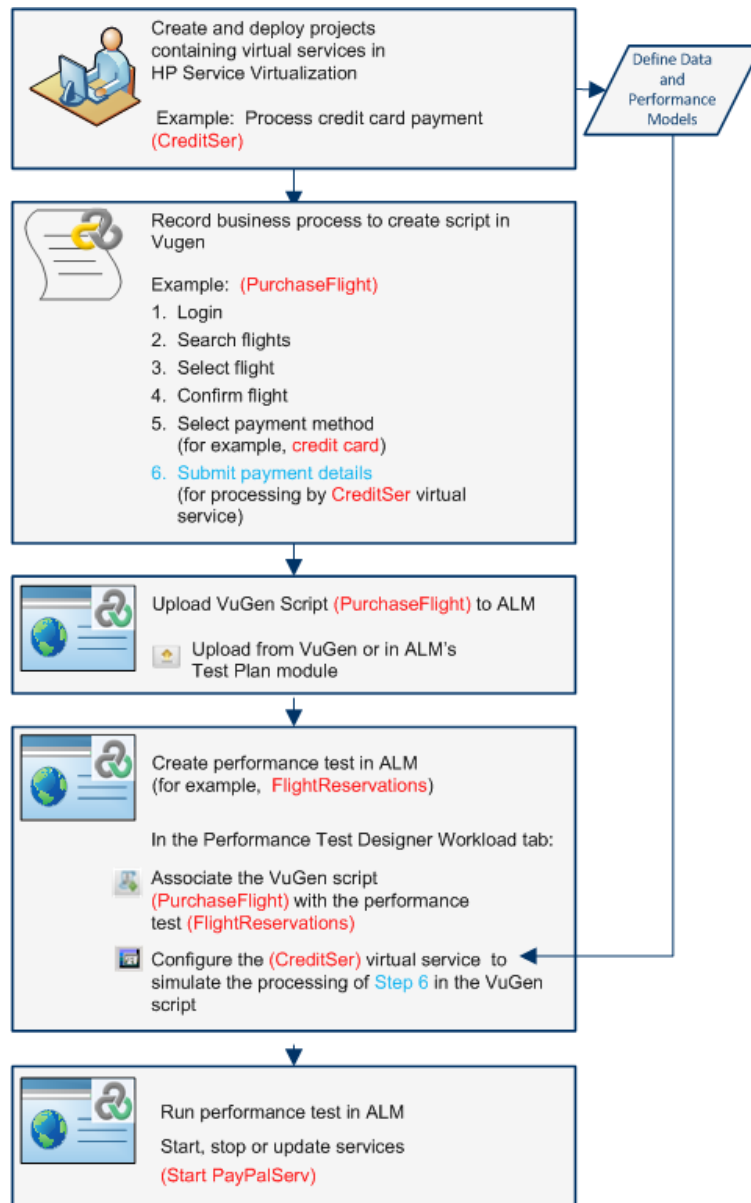 Create and deploy projects
containing virtual services in
HP Service Virtualization
Example: Process credit card payment
(CreditSer)
Define Data
and
Performance
Models
Record business process to create script in
Vugen
Example: (PurchaseFlight)
1. Login
2. Search flights
3. Select flight
4. Confirm flight
5. Select payment method
(for example, credit card)
6. Submit payment details
(for processing by CreditSer virtual
service)
Upload VuGen Script (PurchaseFlight) to ALM
Upload from VuGen or in ALM's
Test Plan module
Create performance test in ALM
(for example, FlightReservations)
In the Performance Test Designer Workload tab:
Associate the VuGen script
(PurchaseFlight) with the performance
test (FlightReservations)
Configure the (CreditSer) virtual service to
simulate the processing of Step 6 in the VuGen
script
Run performance test in ALM
Start, stop or update services
(Start PayPalServ)